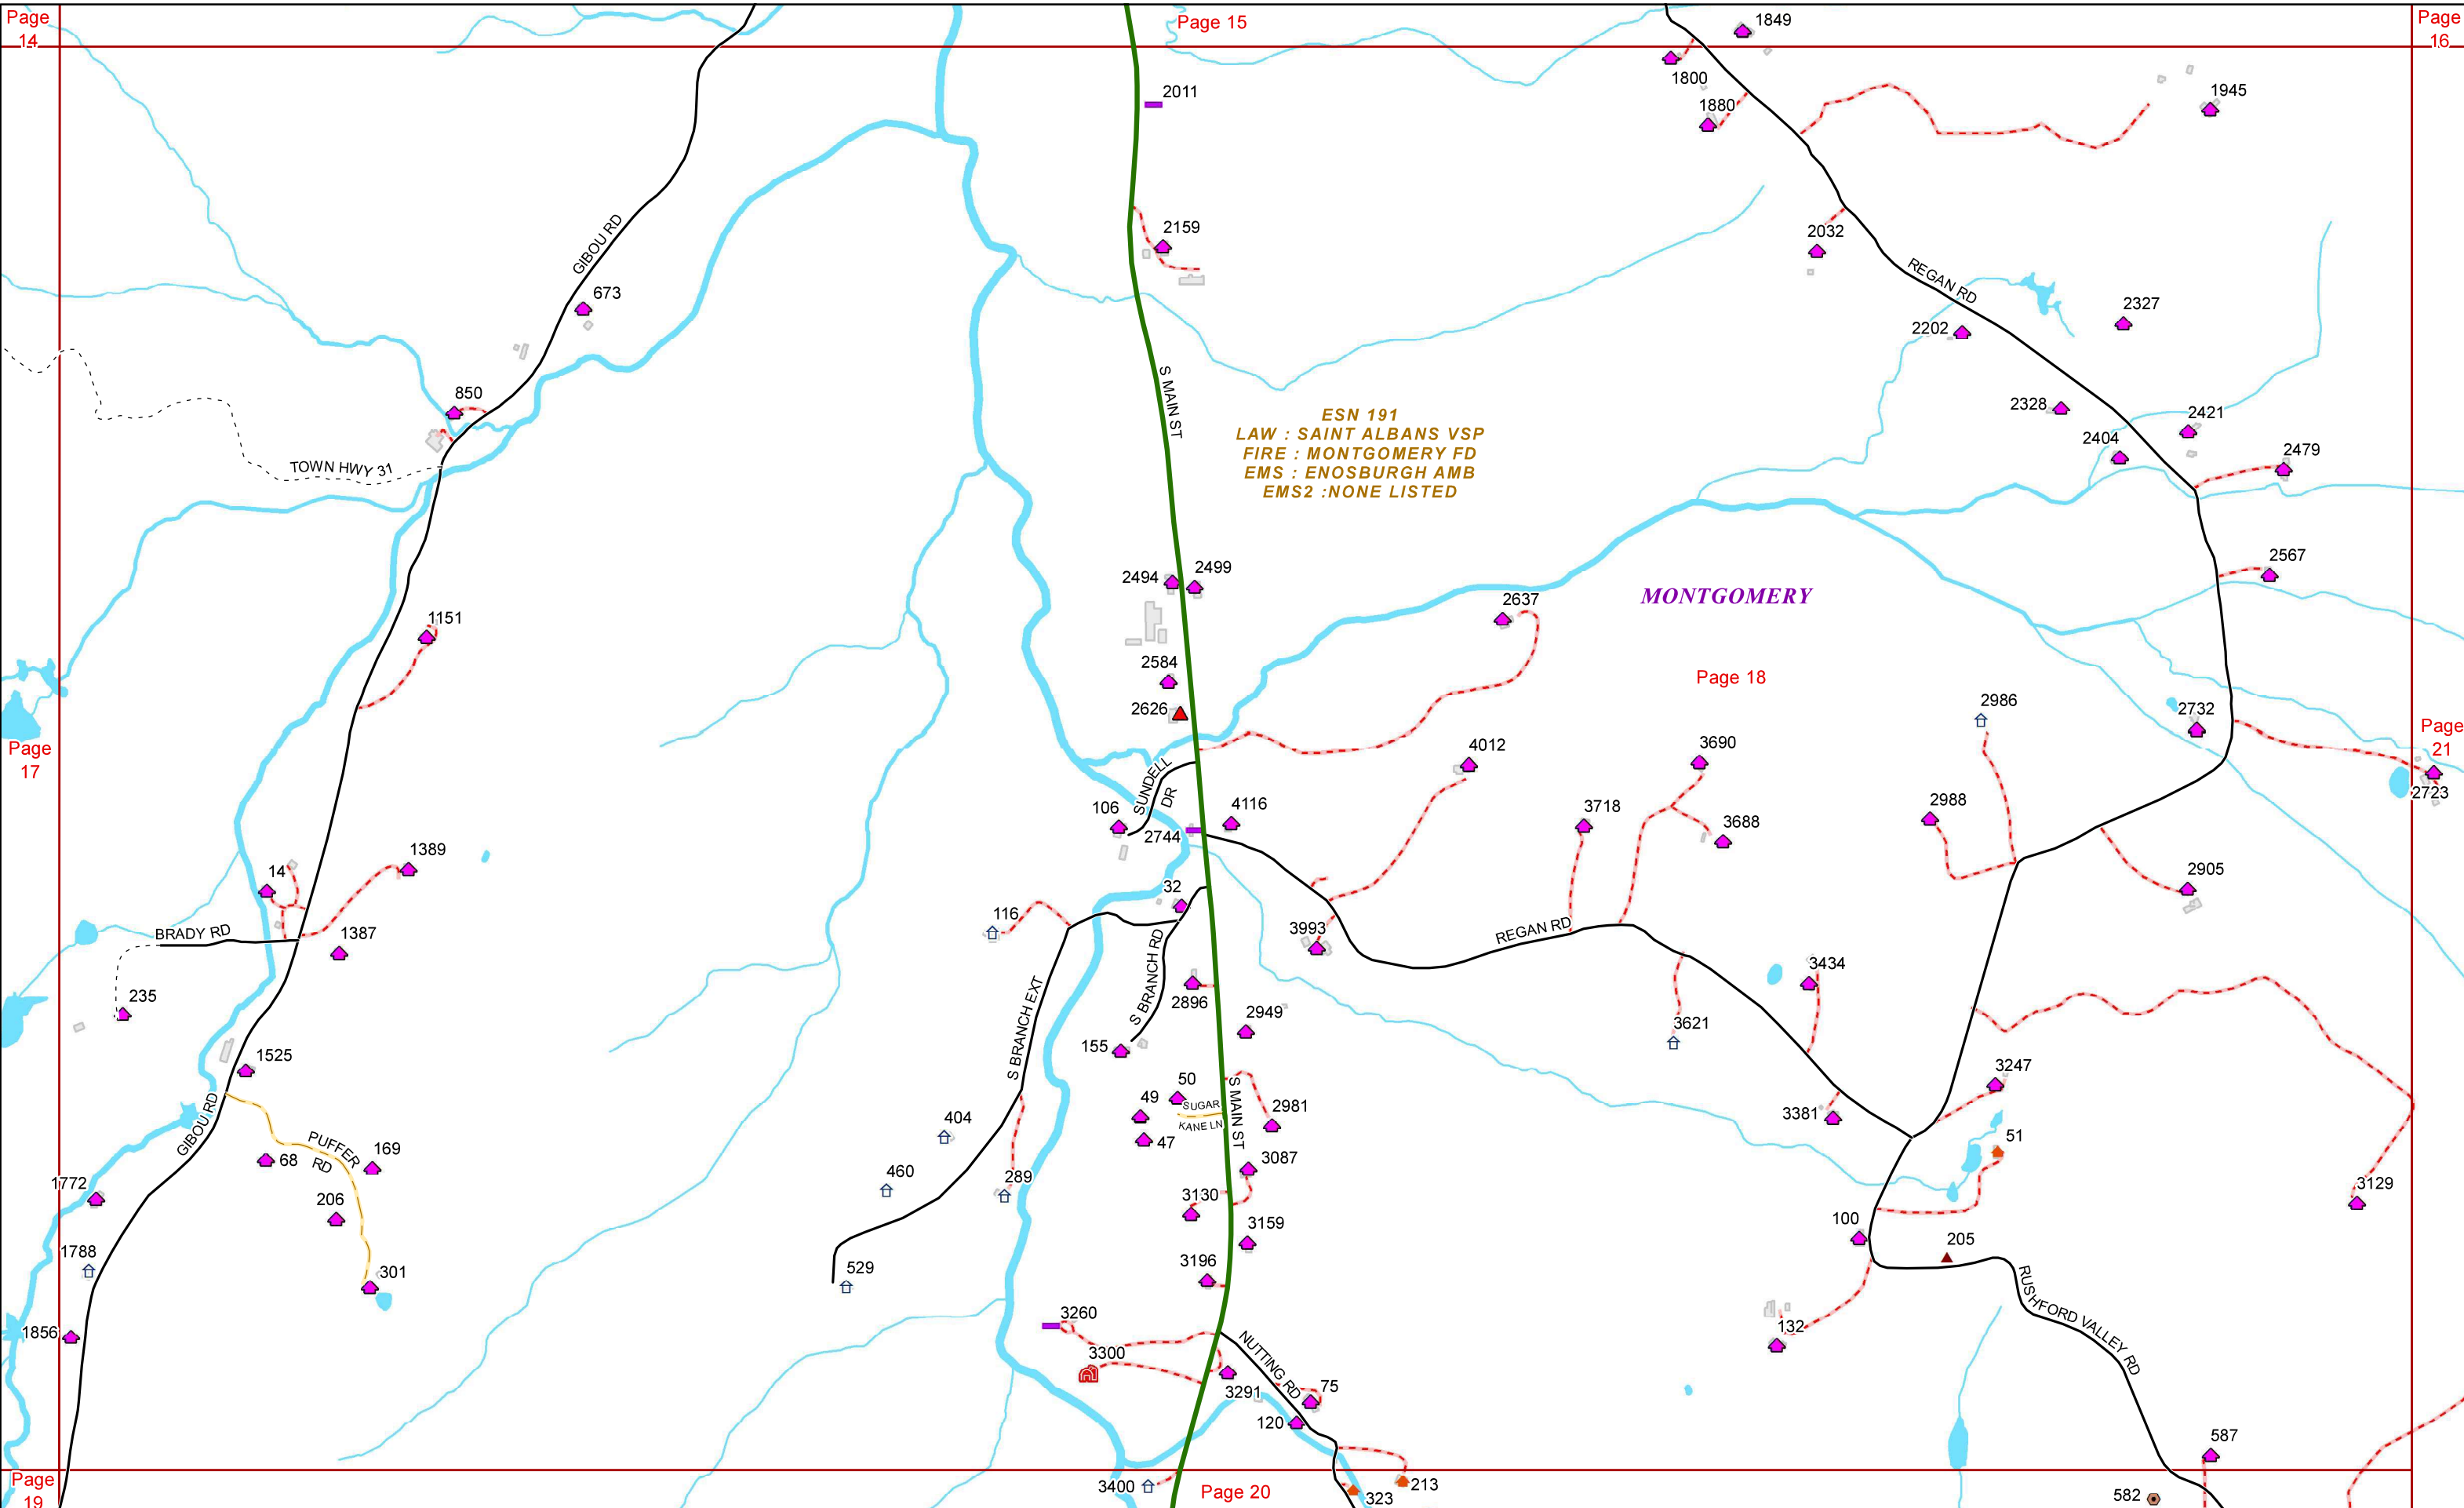 Page
14
Page 15
1849
Page
16
1800
1880
2011
1945
GIBOU RD
2159
2032
673
REGAN RD
2202
2327
850
S MAIN ST
2328
2421
2404
2479
TOWN HWY 31
ESN 191
LAW : SAINT ALBANS VSP
FIRE : MONTGOMERY FD
EMS : ENOSBURGH AMB
EMS2 :NONE LISTED
2494
2499
2567
MONTGOMERY
2637
1151
2584
Page 18
2626
2986
2732
Page
17
Page
21
4012
3690
2723
SUNDELL
DR
106
2744
4116
3718
3688
2988
1389
14
32
2905
116
BRADY RD
1387
3993
REGAN RD
S BRANCH RD
3434
235
2896
2949
3621
S BRANCH EXT
155
1525
50
SUGAR
KANE LN
S MAIN ST
49
47
2981
3381
3247
GIBOU RD
PUFFER
RD
68
169
404
51
1772
460
289
3087
3130
3129
206
3159
100
205
1788
529
3196
RUSHFORD VALLEY RD
301
1856
3260
132
NUTTING RD
3300
3291
75
120
587
Page
19
3400
Page 20
323
213
582